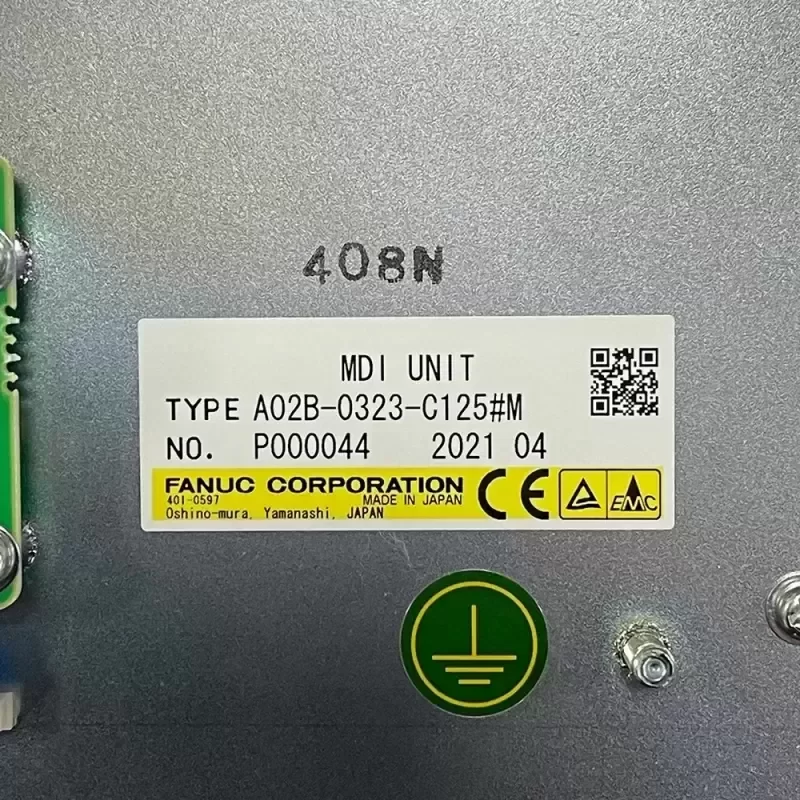 408N
MDI UNIT
TYPE A02B-0323-C125#M
NO. P000044 2021 04
FANUC CORPORATION
401-0597 MADE IN JAPAN
Oshino-mura, Yamanashi, JAPAN
CE
EMC